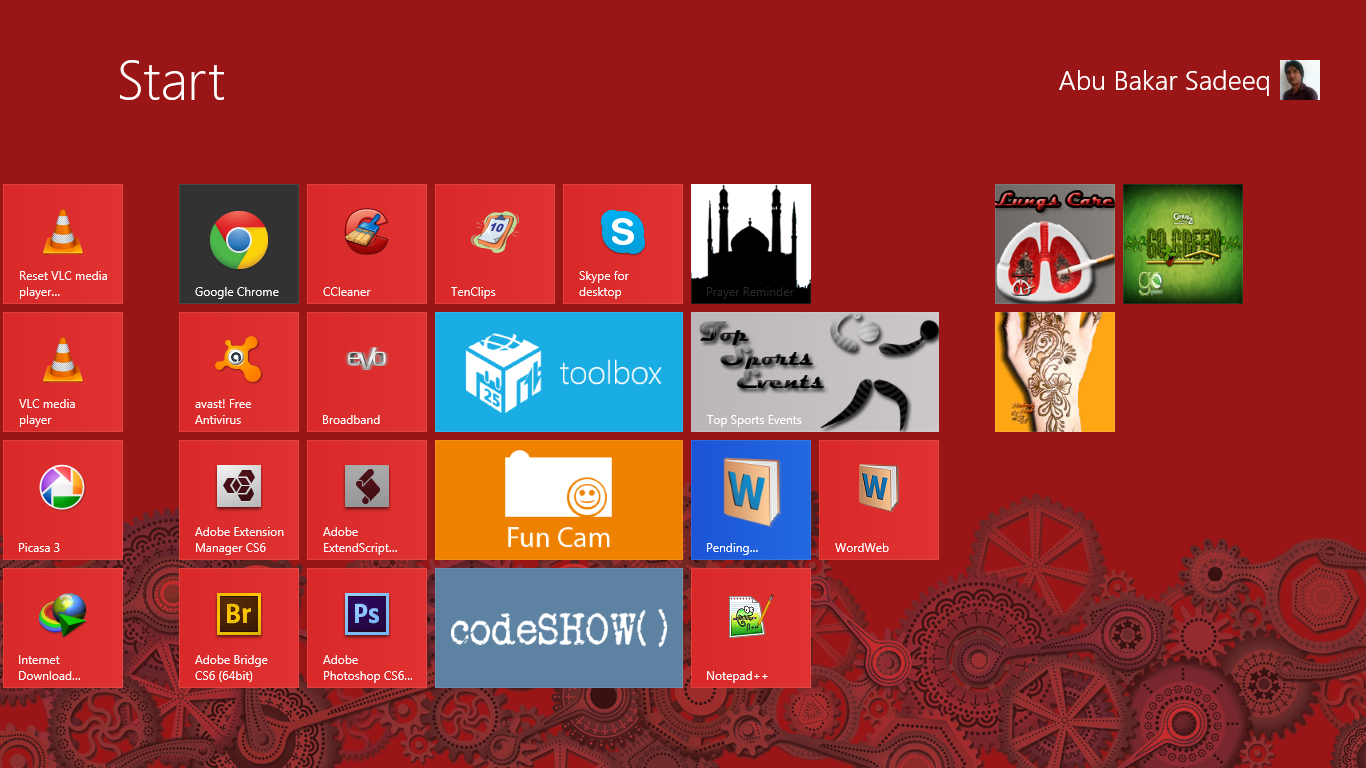 Start
Abu Bakar Sadeeq
Reset VLC media
player...
Google Chrome
CCleaner
10
TenClips
S
Skype for
desktop
Prayer Reminder
Lungs Care
GO GREEN
go
VLC media
player
a
avast! Free
Antivirus
evo
Broadband
25
toolbox
Top
Sports
Events
Top Sports Events
Picasa 3
Adobe Extension
Manager CS6
Adobe
ExtendScript...
Fun Cam
W
Pending...
W
WordWeb
Internet
Download...
Br
Adobe Bridge
CS6 (64bit)
Ps
Adobe
Photoshop CS6...
codeSHOW()
Notepad++